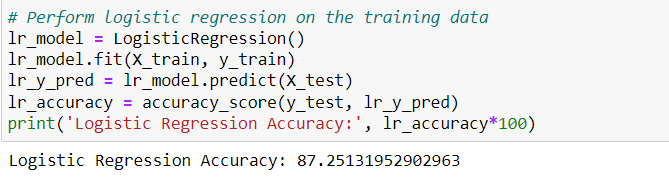 # Perform logistic regression on the training data
lr_model = LogisticRegression()
lr_model.fit(X_train, y_train)
lr_y_pred = lr_model.predict(X_test)
lr_accuracy = accuracy_score(y_test, lr_y_pred)
print('Logistic Regression Accuracy:', lr_accuracy*100)
Logistic Regression Accuracy: 87.25131952902963